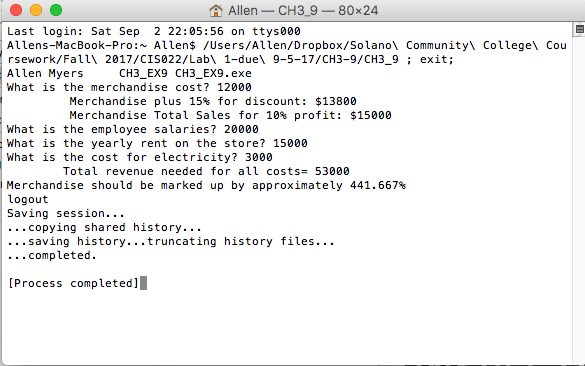 Allen — CH3_9 — 80×24
Last login: Sat Sep  2 22:05:56 on ttys000
Allens-MacBook-Pro:~ Allen$ /Users/Allen/Dropbox/Solano\ Community\ College\ Cou
rsework/Fall\ 2017/CIS022/Lab\ 1-due\ 9-5-17/CH3-9/CH3_9 ; exit;
Allen Myers     CH3_EX9 CH3_EX9.exe
What is the merchandise cost? 12000
         Merchandise plus 15% for discount: $13800
         Merchandise Total Sales for 10% profit: $15000
What is the employee salaries? 20000
What is the yearly rent on the store? 15000
What is the cost for electricity? 3000
        Total revenue needed for all costs= 53000
Merchandise should be marked up by approximately 441.667%
logout
Saving session...
...copying shared history...
...saving history...truncating history files...
...completed.

[Process completed]